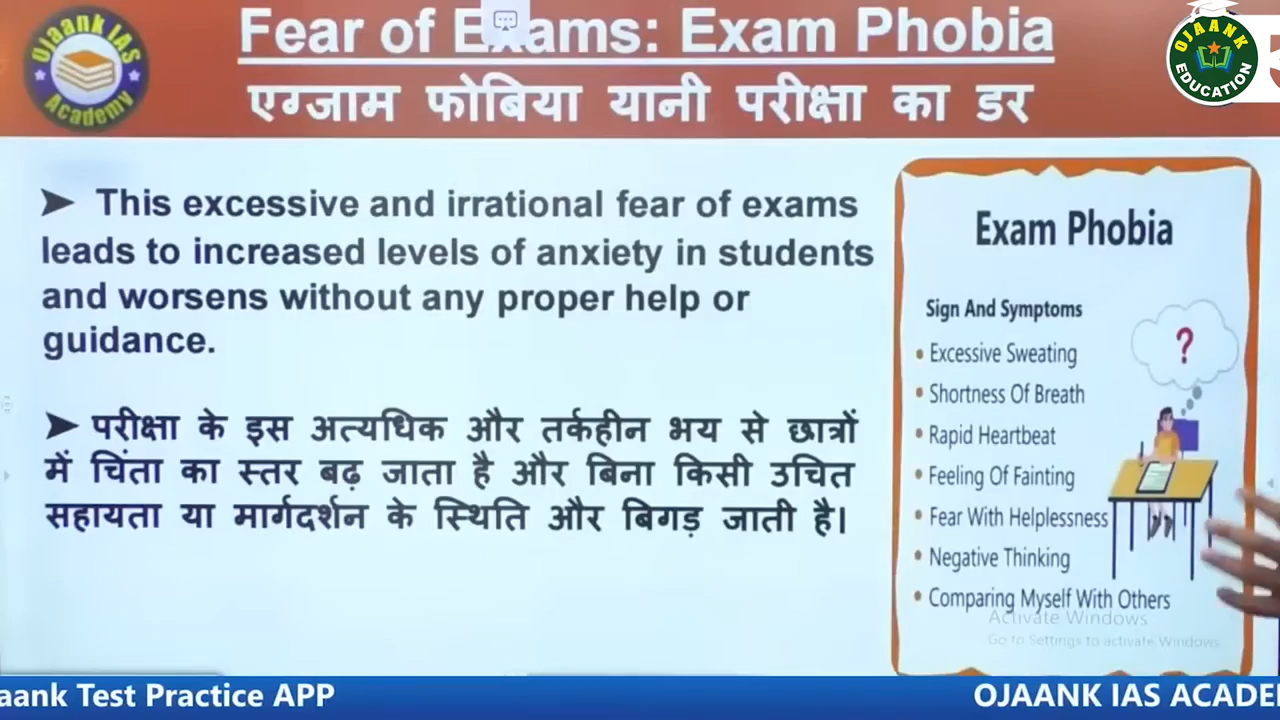 Fear of Exams: Exam Phobia
एग्जाम फोबिया यानी परीक्षा का डर
Ojaank IAS
Academy
OJAANK
EDUCATION
➤ This excessive and irrational fear of exams
leads to increased levels of anxiety in students
and worsens without any proper help or
guidance.
➤ परीक्षा के इस अत्यधिक और तर्कहीन भय से छात्रों
में चिंता का स्तर बढ़ जाता है और बिना किसी उचित
सहायता या मार्गदर्शन के स्थिति और बिगड़ जाती है।
Exam Phobia
Sign And Symptoms
• Excessive Sweating
• Shortness Of Breath
• Rapid Heartbeat
• Feeling Of Fainting
• Fear With Helplessness
• Negative Thinking
• Comparing Myself With Others
?
Activate Windows
Go to Settings to activate Windows
aank Test Practice APP
OJAANK IAS ACADE